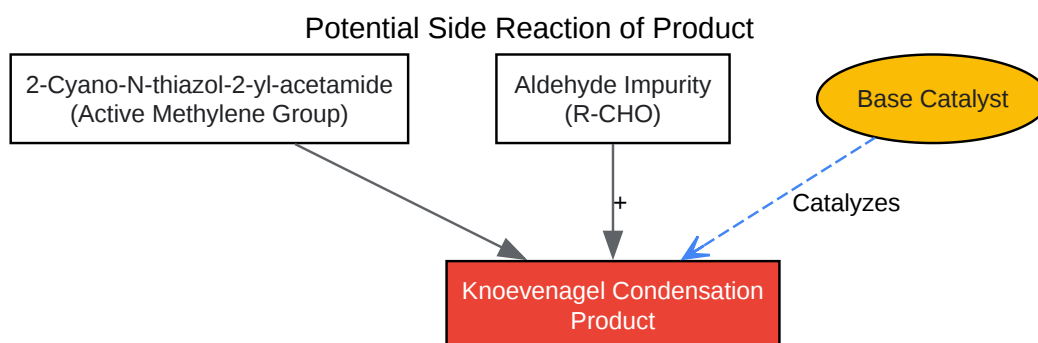 Potential Side Reaction of Product
2-Cyano-N-thiazol-2-yl-acetamide
(Active Methylene Group)
Aldehyde Impurity
(R-CHO)
Base Catalyst
+
Catalyzes
Knoevenagel Condensation
Product